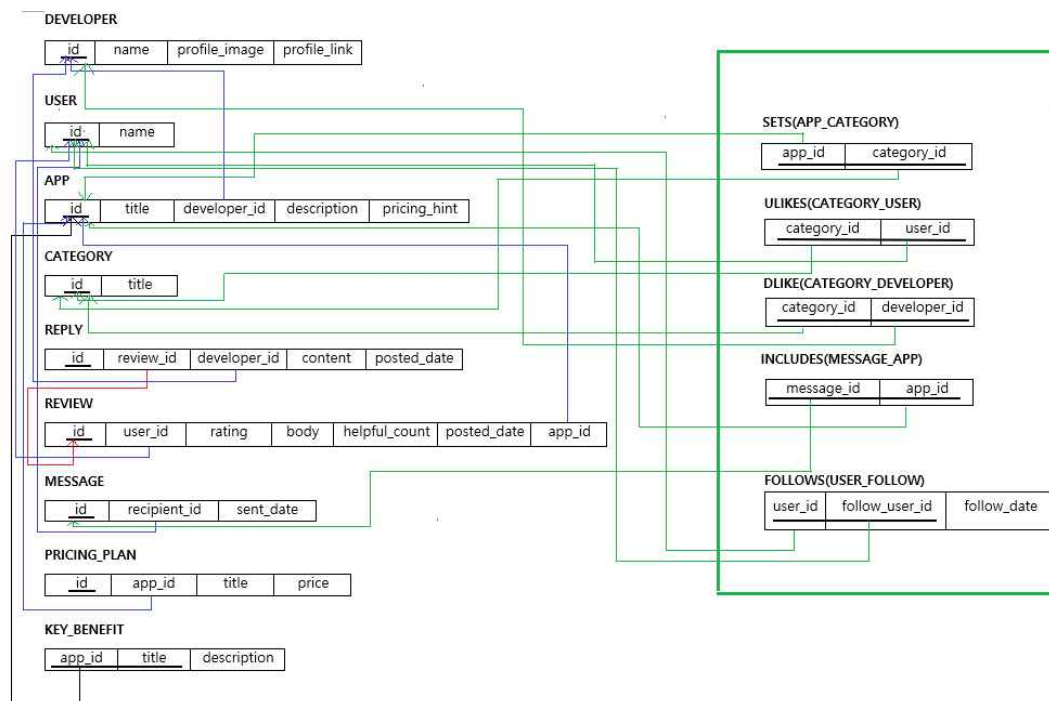 DEVELOPER
id name profile_image profile_link
USER
id name
APP
id title developer_id description pricing_hint
CATEGORY
id title
REPLY
id review_id developer_id content posted_date
REVIEW
id user_id rating body helpful_count posted_date app_id
MESSAGE
id recipient_id sent_date
PRICING_PLAN
id app_id title price
KEY_BENEFIT
app_id title description
SETS(APP_CATEGORY)
app_id category_id
ULIKES(CATEGORY_USER)
category_id user_id
DLIKE(CATEGORY_DEVELOPER)
category_id developer_id
INCLUDES(MESSAGE_APP)
message_id app_id
FOLLOWS(USER_FOLLOW)
user_id follow_user_id follow_date